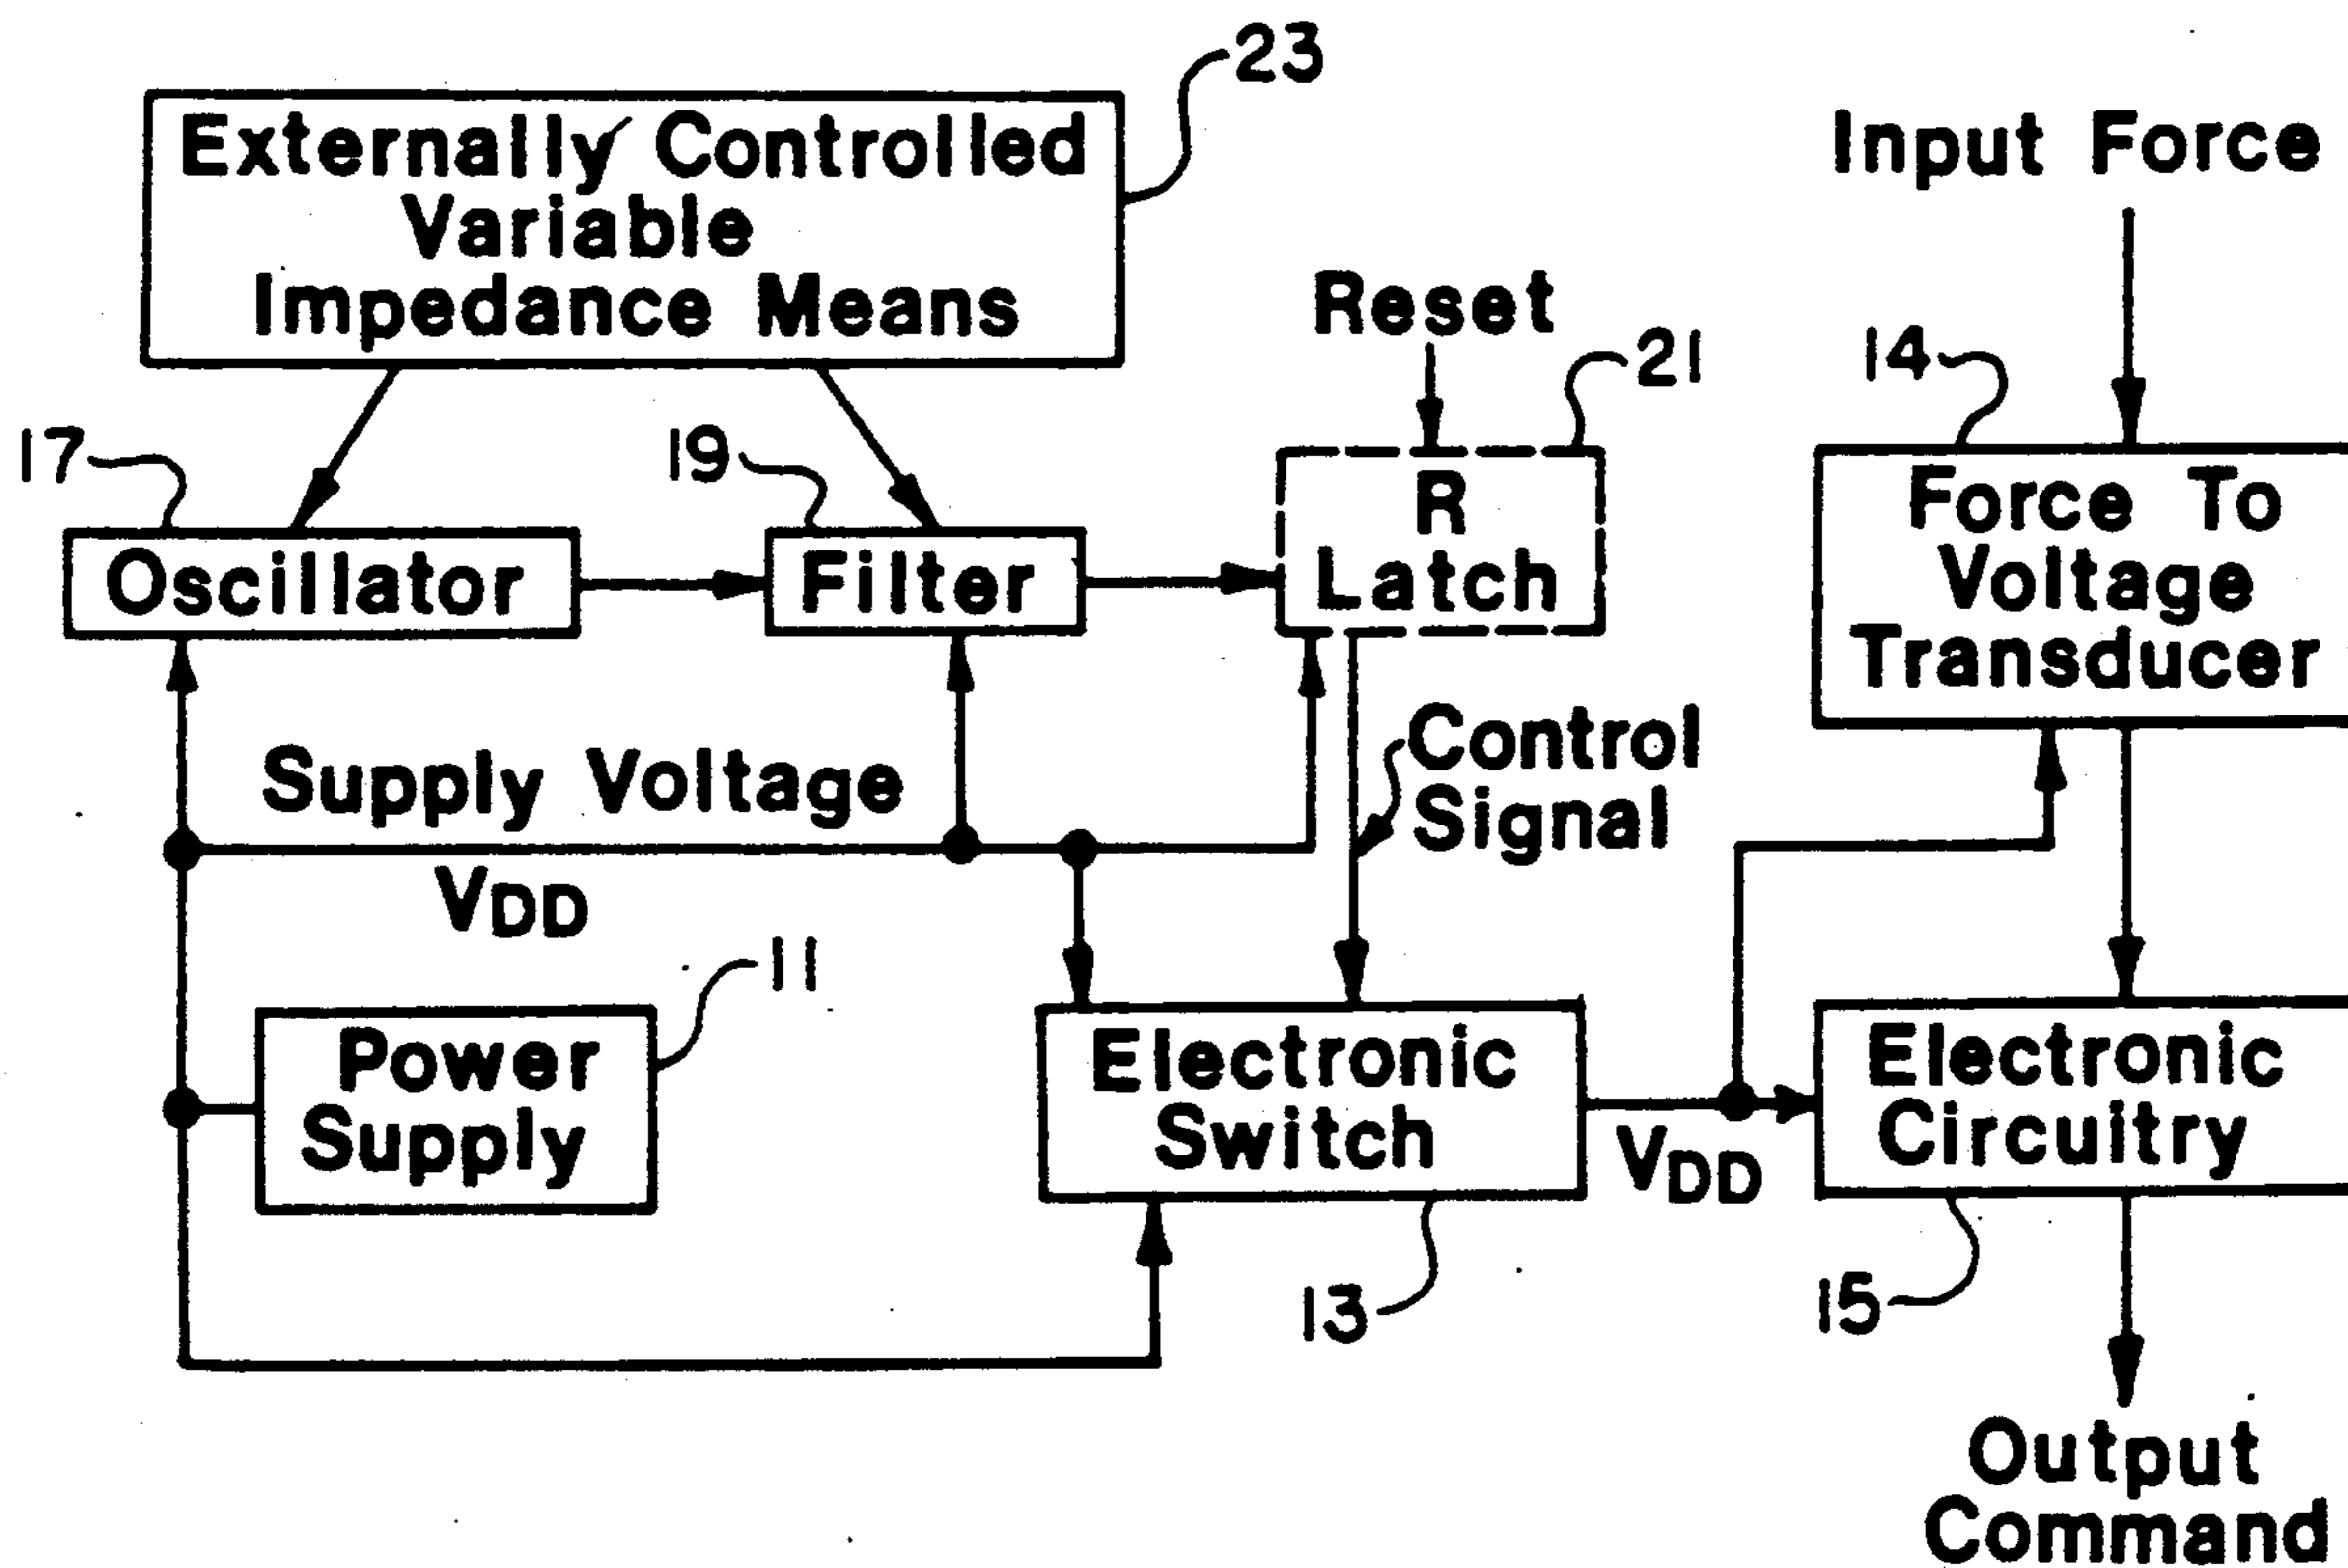 23
Externally Controlled
Variable
Impedance Means
Input Force
Reset
21
14
17
19
R
Latch
Force To
Voltage
Transducer
Oscillator
Filter
Supply Voltage
VDD
Control
Signal
11
Power
Supply
Electronic
Switch
VDD
Electronic
Circuitry
13
15
Output
Command